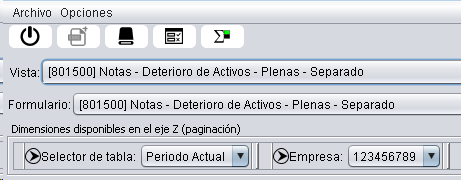 Archivo Opciones
Vista: [801500] Notas - Deterioro de Activos - Plenas - Separado
Formulario: [801500] Notas - Deterioro de Activos - Plenas - Separado
Dimensiones disponibles en el eje Z (paginación)
Selector de tabla: Periodo Actual Empresa: 123456789